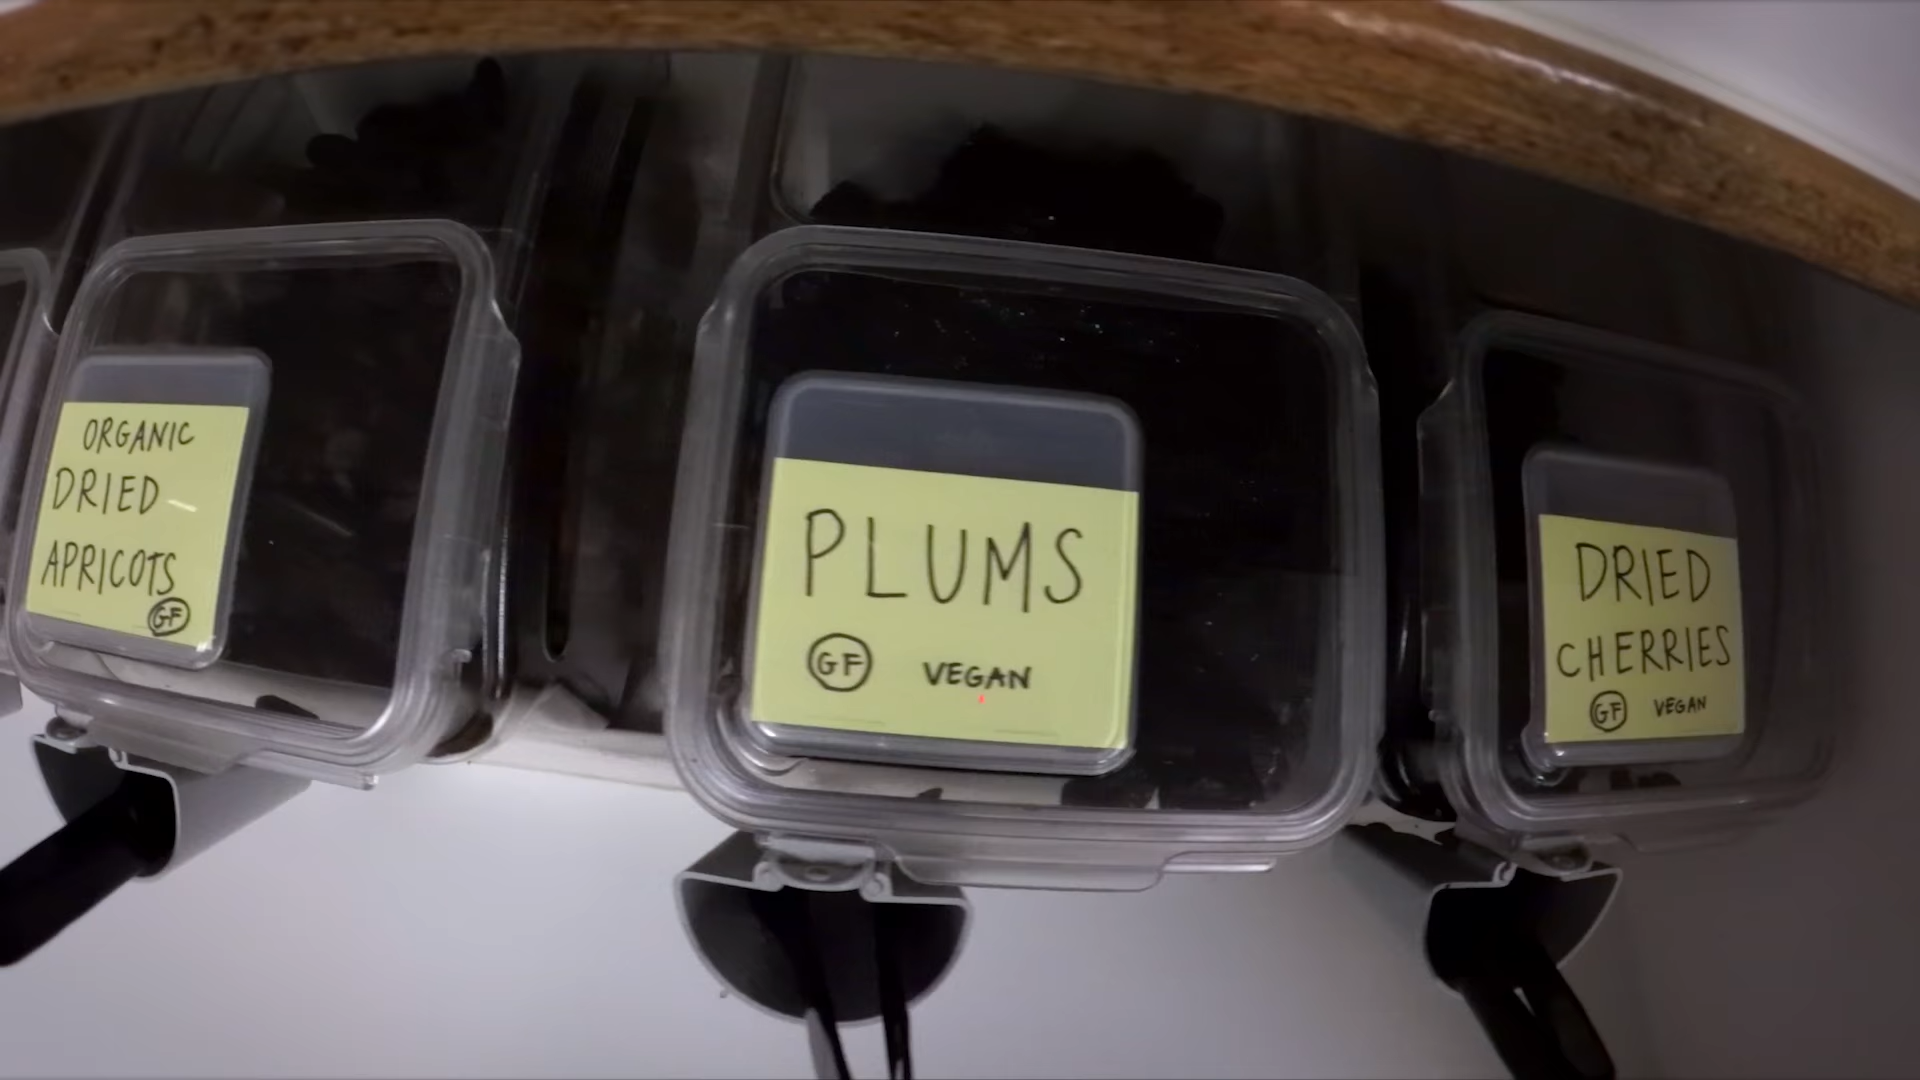 ORGANIC
DRIED
APRICOTS
GF
PLUMS
GF VEGAN
DRIED
CHERRIES
GF VEGAN